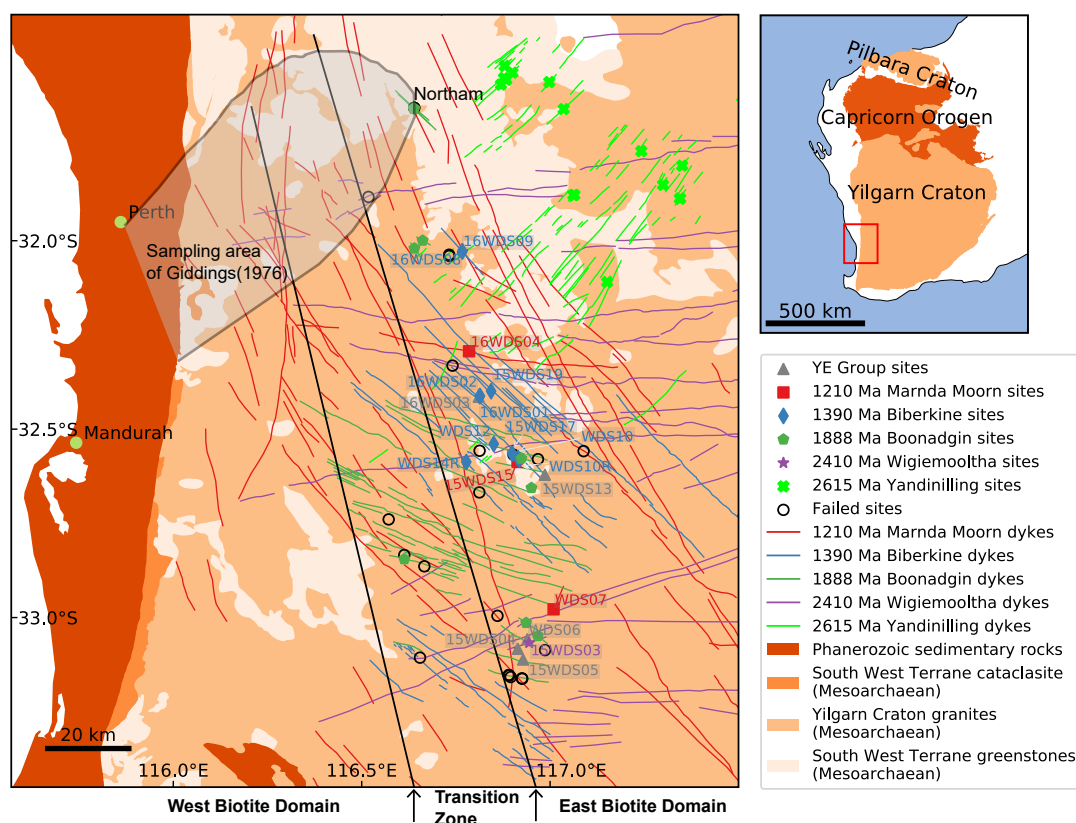 Northam
Perth
Sampling area
of Giddings(1976)
16WDS09
16WDS08
-32.0°S
16WDS04
16WDS02
15WDS19
16WDS03
16WDS01
Mandurah
-32.5°S
WDS12
15WDS17
WDS10
WDS14R
WDS10R
15WDS15
15WDS13
-33.0°S
WDS07
WDS06
15WDS04
15WDS03
15WDS05
20 km
116.0°E
116.5°E
117.0°E
West Biotite Domain
Transition
Zone
East Biotite Domain
Pilbara Craton
Capricorn Orogen
Yilgarn Craton
500 km
YE Group sites
1210 Ma Marnda Moorn sites
1390 Ma Biberkine sites
1888 Ma Boonadgin sites
2410 Ma Wigiemooltha sites
2615 Ma Yandinilling sites
Failed sites
1210 Ma Marnda Moorn dykes
1390 Ma Biberkine dykes
1888 Ma Boonadgin dykes
2410 Ma Wigiemooltha dykes
2615 Ma Yandinilling dykes
Phanerozoic sedimentary rocks
South West Terrane cataclasite
(Mesoarchaean)
Yilgarn Craton granites
(Mesoarchaean)
South West Terrane greenstones
(Mesoarchaean)